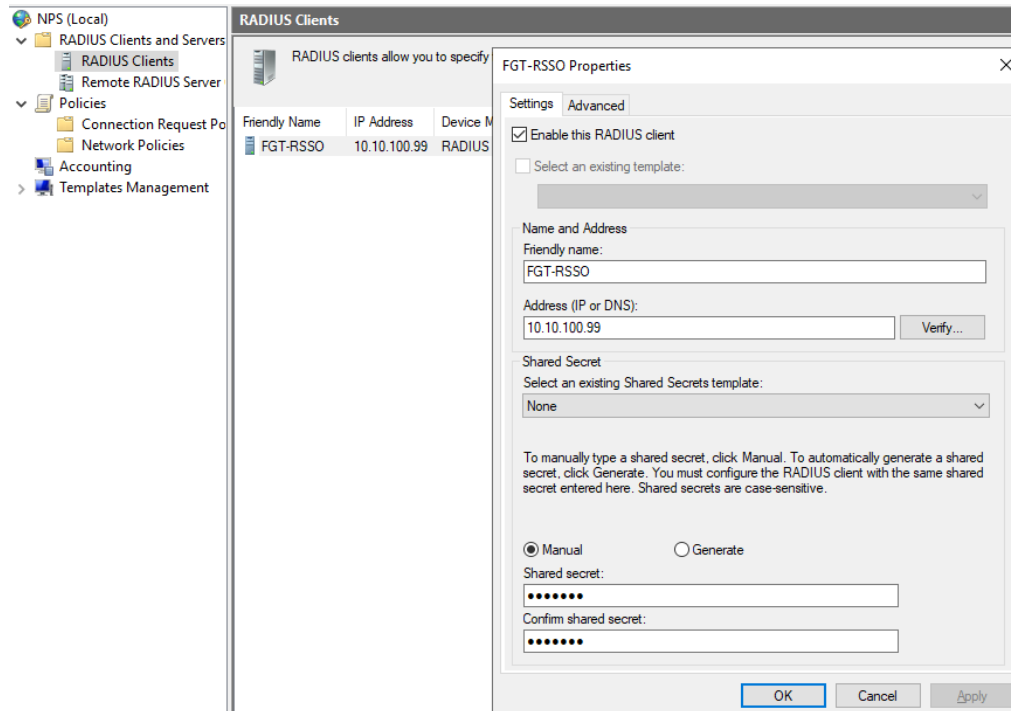 NPS (Local)
RADIUS Clients and Servers
RADIUS Clients
Remote RADIUS Server
Policies
Connection Request Po
Network Policies
Accounting
Templates Management
RADIUS Clients
RADIUS clients allow you to specify
Friendly Name IP Address Device M
FGT-RSSO 10.10.100.99 RADIUS
FGT-RSSO Properties
Settings Advanced
Enable this RADIUS client
Select an existing template:
Name and Address
Friendly name:
FGT-RSSO
Address (IP or DNS):
10.10.100.99 Verify...
Shared Secret
Select an existing Shared Secrets template:
None
To manually type a shared secret, click Manual. To automatically generate a shared
secret, click Generate. You must configure the RADIUS client with the same shared
secret entered here. Shared secrets are case-sensitive.
Manual Generate
Shared secret:
•••••••
Confirm shared secret:
•••••••
OK Cancel Apply